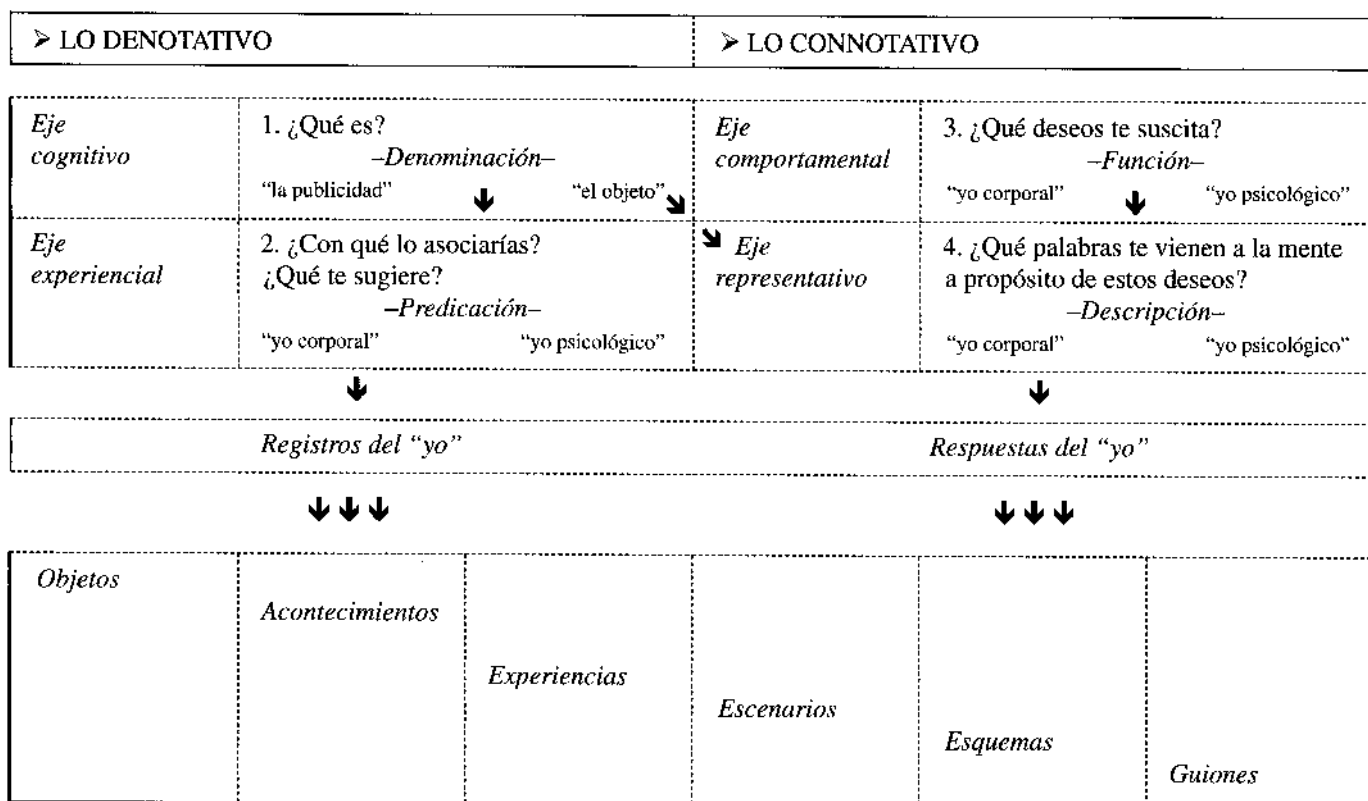 ➢ LO DENOTATIVO
➢ LO CONNOTATIVO
Eje
cognitivo
1. ¿Qué es?
–Denominación–
“la publicidad” “el objeto”
Eje
comportamental
3. ¿Qué deseos te suscita?
–Función–
“yo corporal” “yo psicológico”
Eje
experiencial
2. ¿Con qué lo asociarías?
¿Qué te sugiere?
–Predicación–
“yo corporal” “yo psicológico”
Eje
representativo
4. ¿Qué palabras te vienen a la mente
a propósito de estos deseos?
–Descripción–
“yo corporal” “yo psicológico”
Registros del “yo”
Respuestas del “yo”
Objetos
Acontecimientos
Experiencias
Escenarios
Esquemas
Guiones